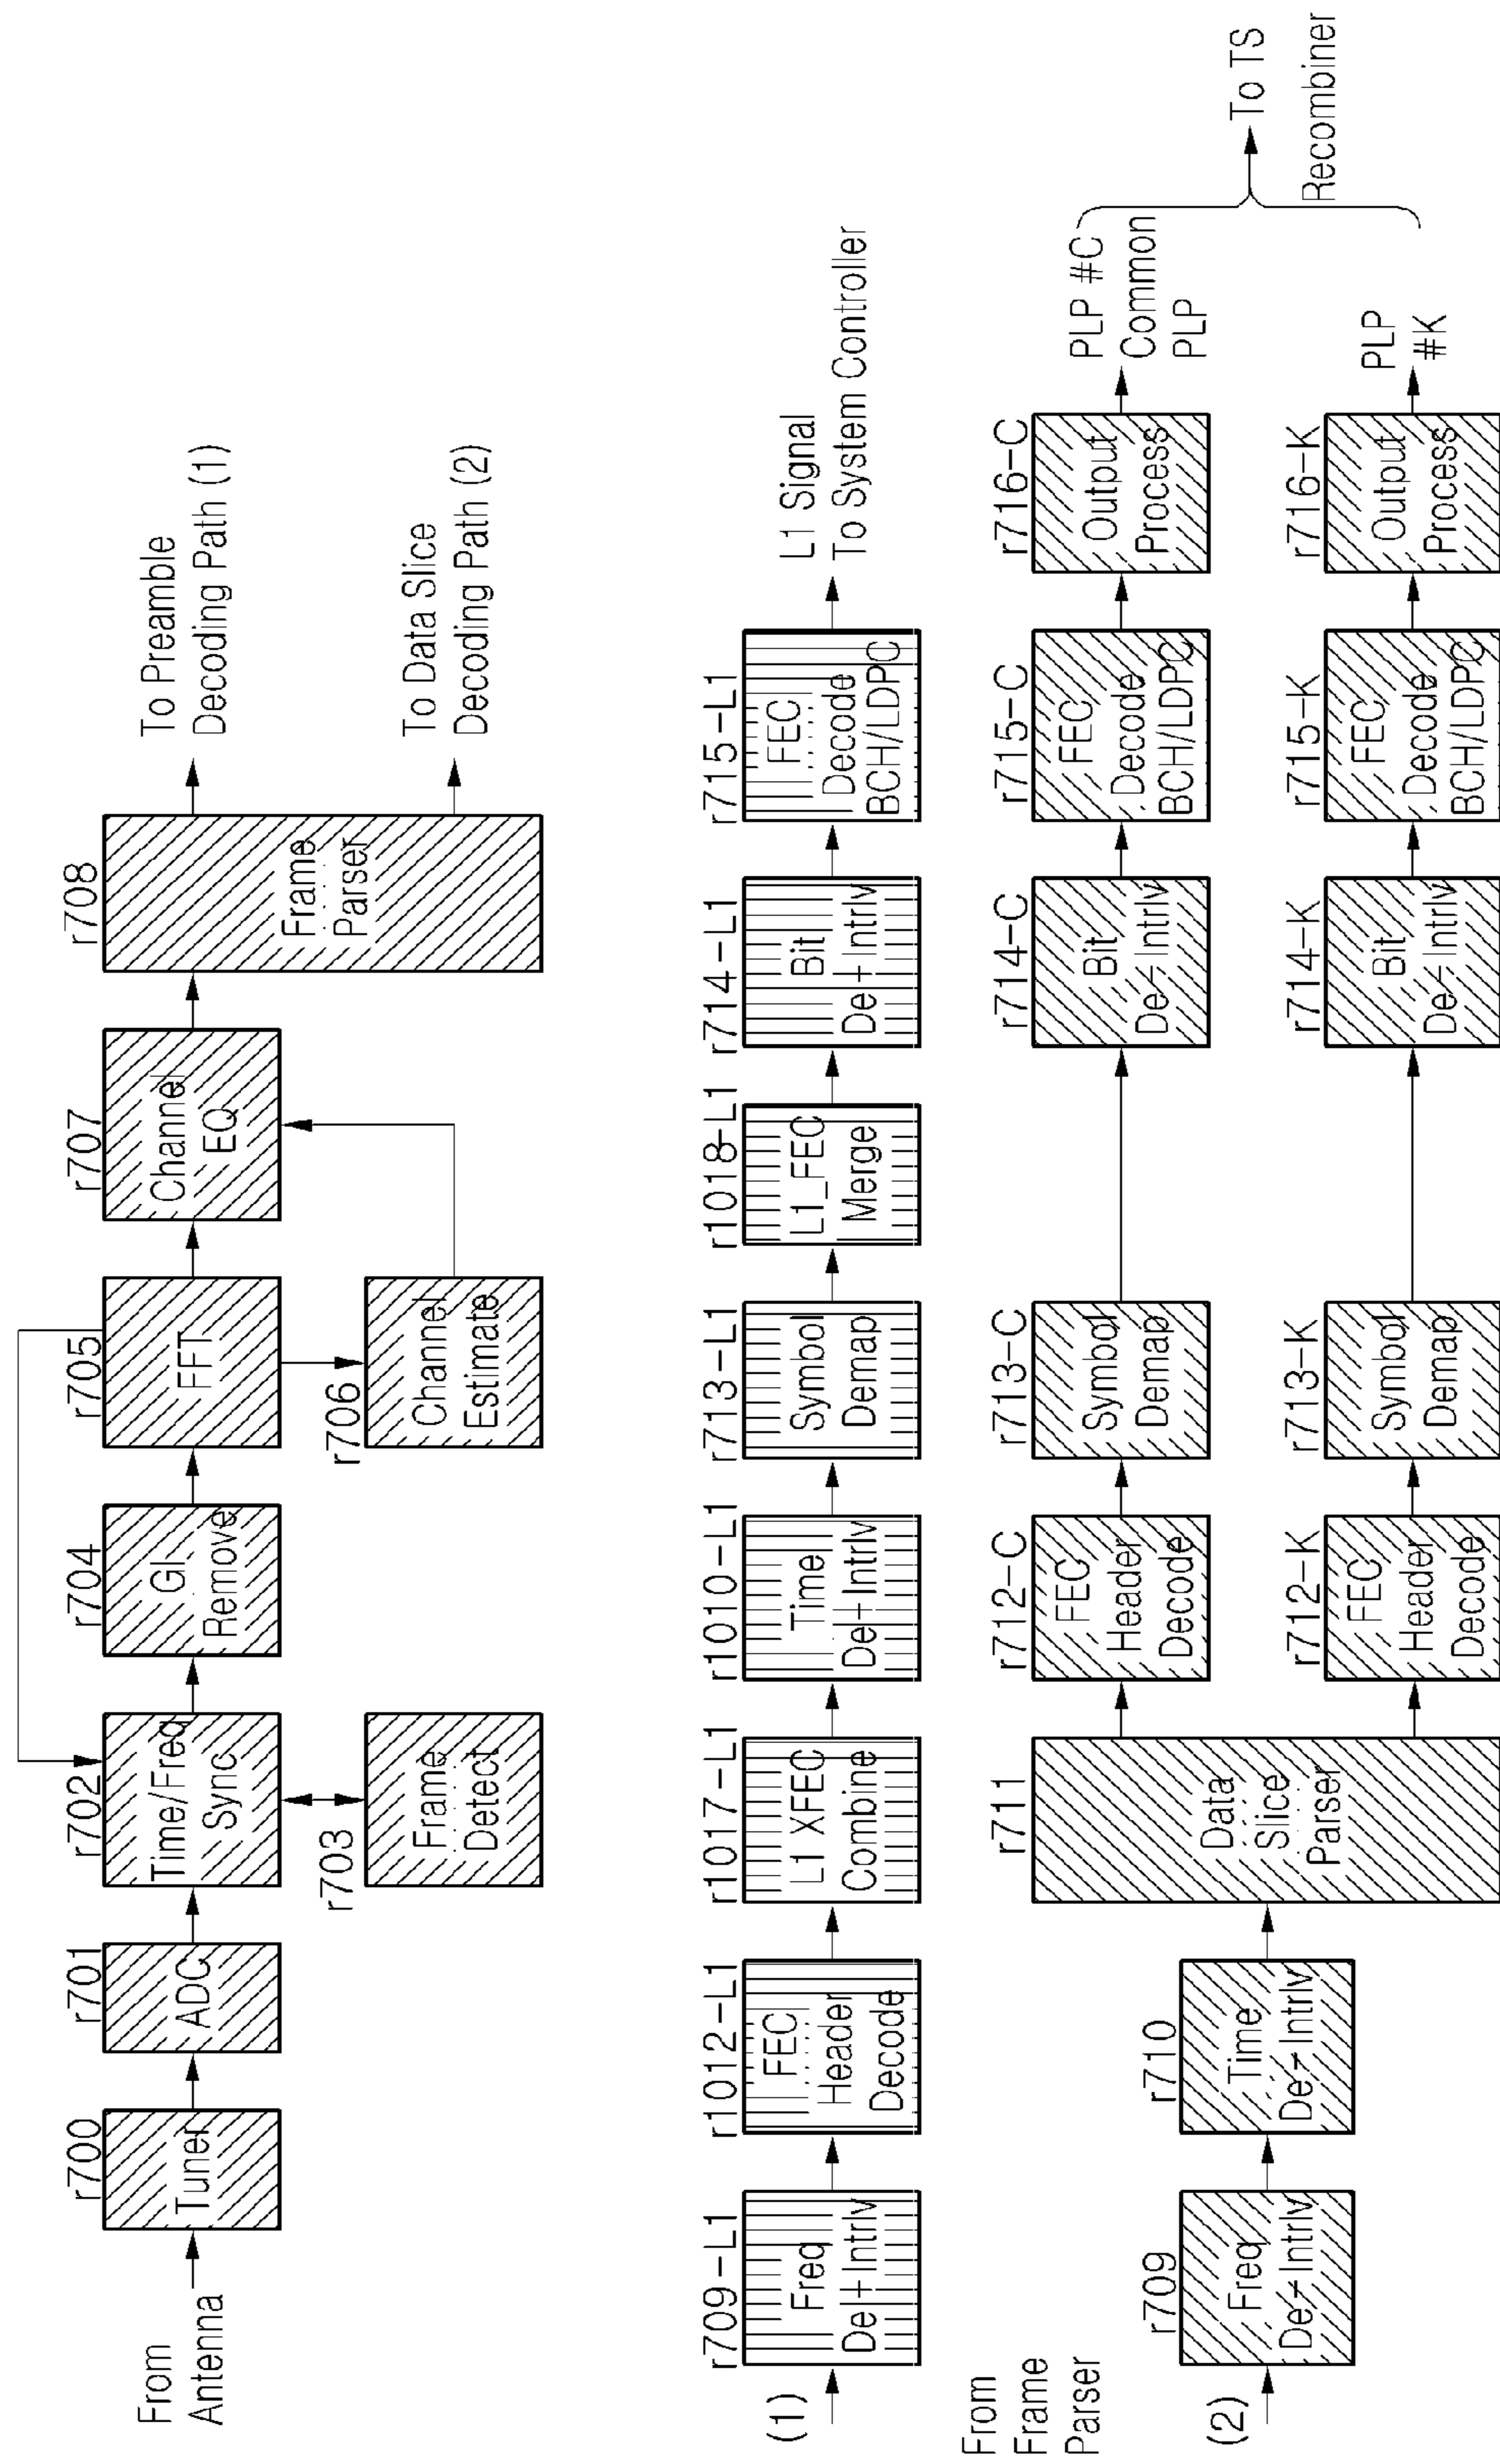 From
Antenna
r700
Tuner
r701
ADC
r702
Time/Freq
Sync
r703
Frame
Detect
r704
GI
Remove
r705
FFT
r706
Channel
Estimate
r707
Channel
EQ
r708
Frame
Parser
To Preamble
Decoding Path (1)
To Data Slice
Decoding Path (2)
(1)
r709-L1
Freq
De-Intrlv
r1012-L1
FEC
Header
Decode
r1017-L1
L1 XFEC
Combine
r1010-L1
Time
De-Intrlv
r713-L1
Symbol
Demap
r1018-L1
L1_FEC
Merge
r714-L1
Bit
De-Intrlv
r715-L1
FEC
Decode
BCH/LDPC
L1 Signal
To System Controller
From
Frame
Parser
(2)
r709
Freq
De-Intrlv
r710
Time
De-Intrlv
r711
Data
Slice
Parser
r712-C
FEC
Header
Decode
r713-C
Symbol
Demap
r714-C
Bit
De-Intrlv
r715-C
FEC
Decode
BCH/LDPC
r716-C
Output
Process
PLP #C
Common
PLP
r712-K
FEC
Header
Decode
r713-K
Symbol
Demap
r714-K
Bit
De-Intrlv
r715-K
FEC
Decode
BCH/LDPC
r716-K
Output
Process
PLP
#K
To TS
Recombiner